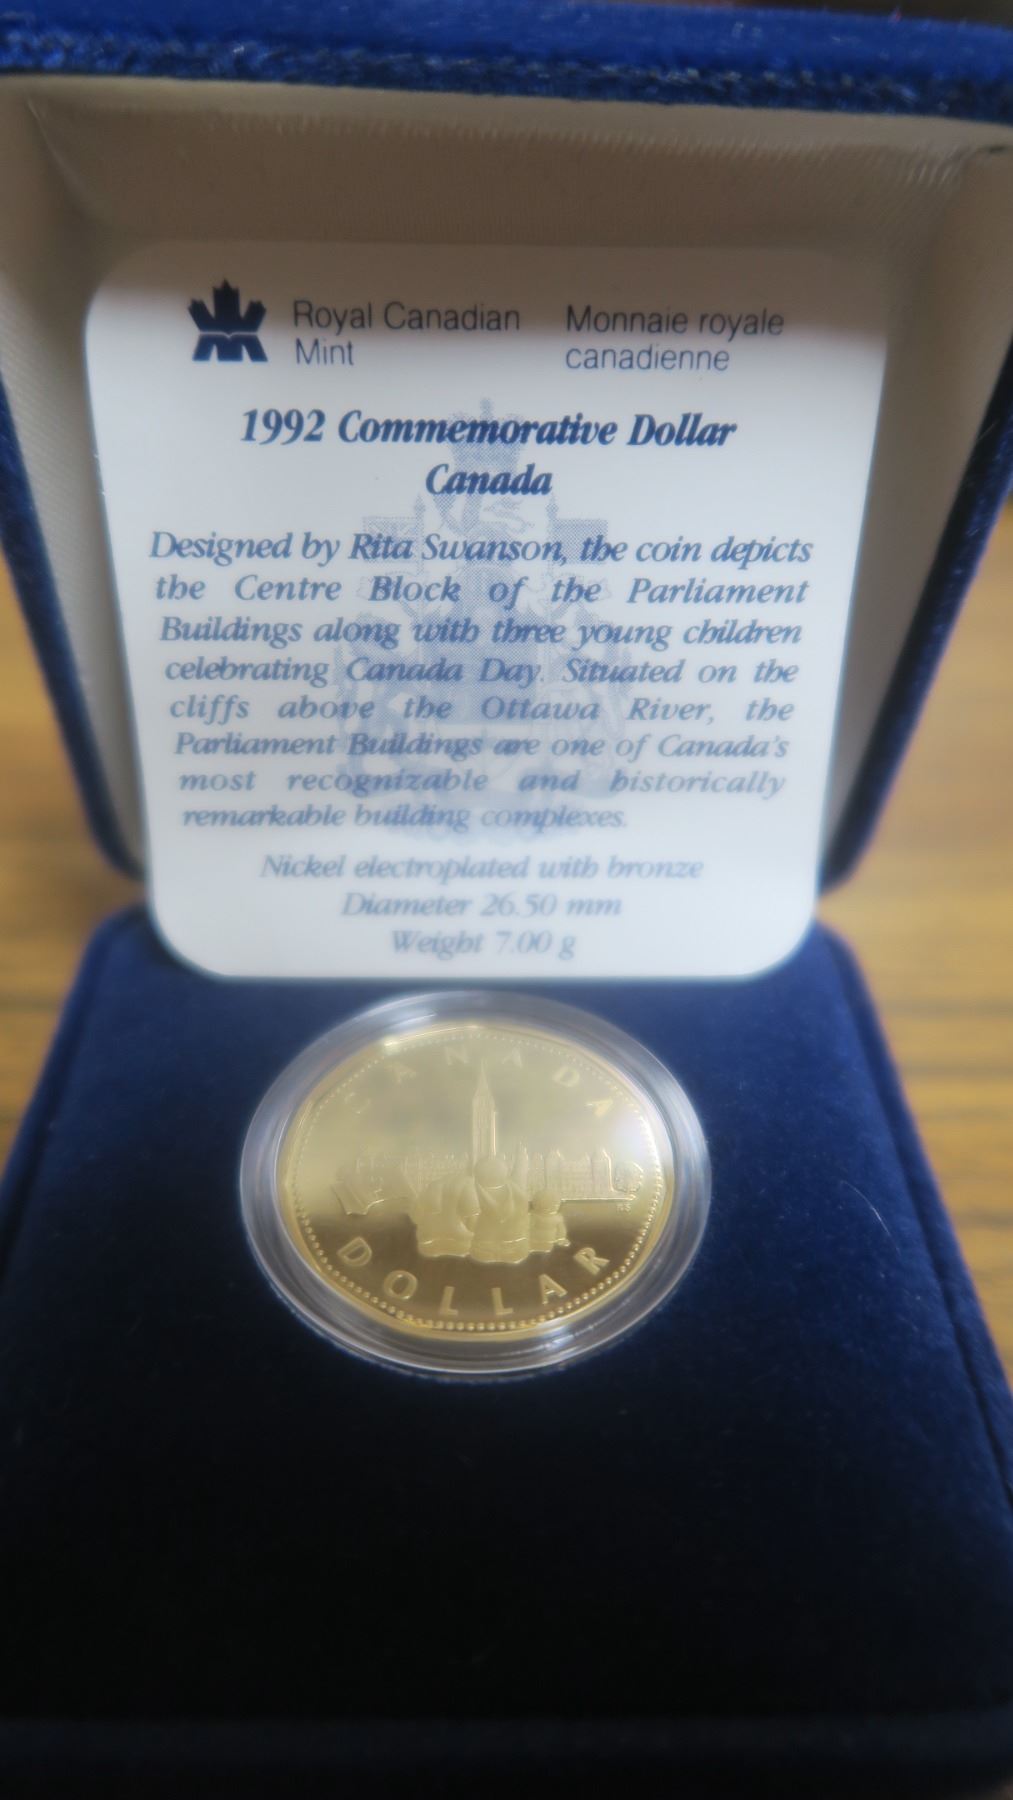 Royal Canadian Mint
Monnaie royale canadienne
1992 Commemorative Dollar
Canada
Designed by Rita Swanson, the coin depicts
the Centre Block of the Parliament
Buildings along with three young children
celebrating Canada Day. Situated on the
cliffs above the Ottawa River, the
Parliament Buildings are one of Canada's
most recognizable and historically
remarkable building complexes.
Nickel electroplated with bronze
Diameter 26.50 mm
Weight 7.00 g
CANADA
RS
DOLLAR